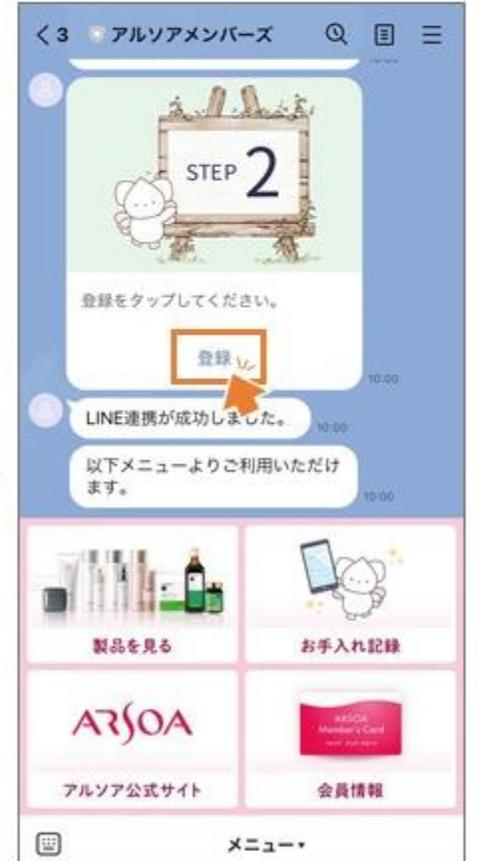 3 アルソアメンバーズ
STEP 2
登録をタップしてください。
登録
10:00
LINE連携が成功しました。
10:00
以下メニューよりご利用いただけ
ます。
10:00
製品を見る
お手入れ記録
ARSOA
ARSOA
Member's Card
アルソア公式サイト
会員情報
メニュー